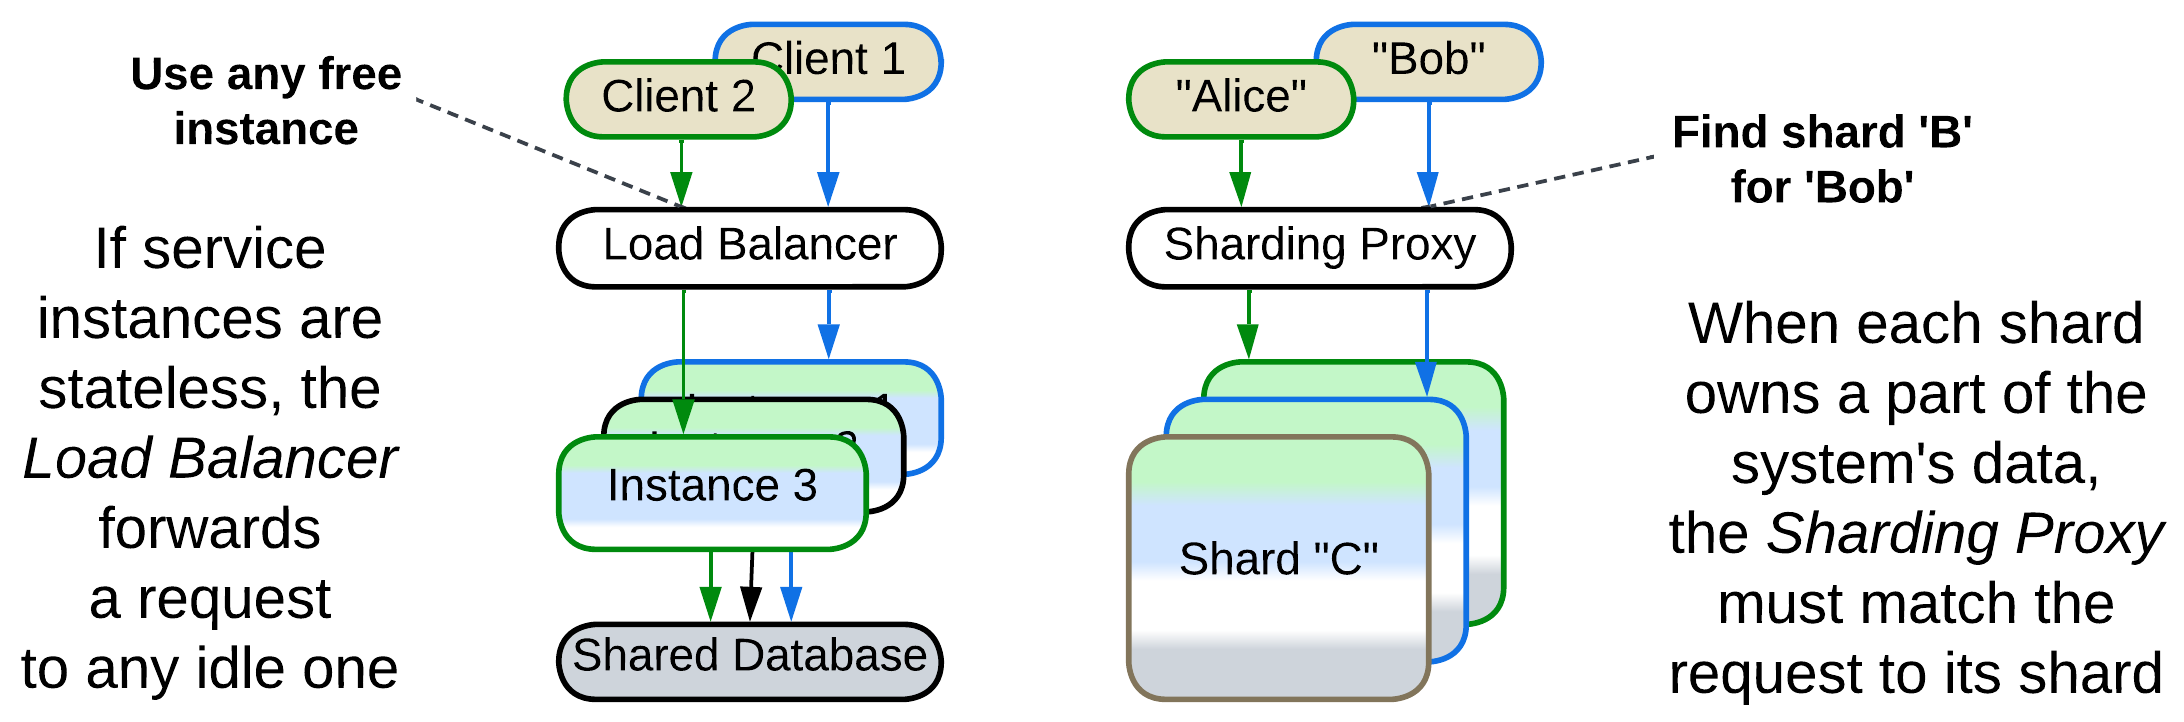 Use any free
instance
If service
instances are
stateless, the
Load Balancer
forwards
a request
to any idle one
Client 1
Client 2
Load Balancer
Instance 3
Shared Database
"Bob"
"Alice"
Sharding Proxy
Shard "C"
Find shard 'B'
for 'Bob'
When each shard
owns a part of the
system's data,
the Sharding Proxy
must match the
request to its shard